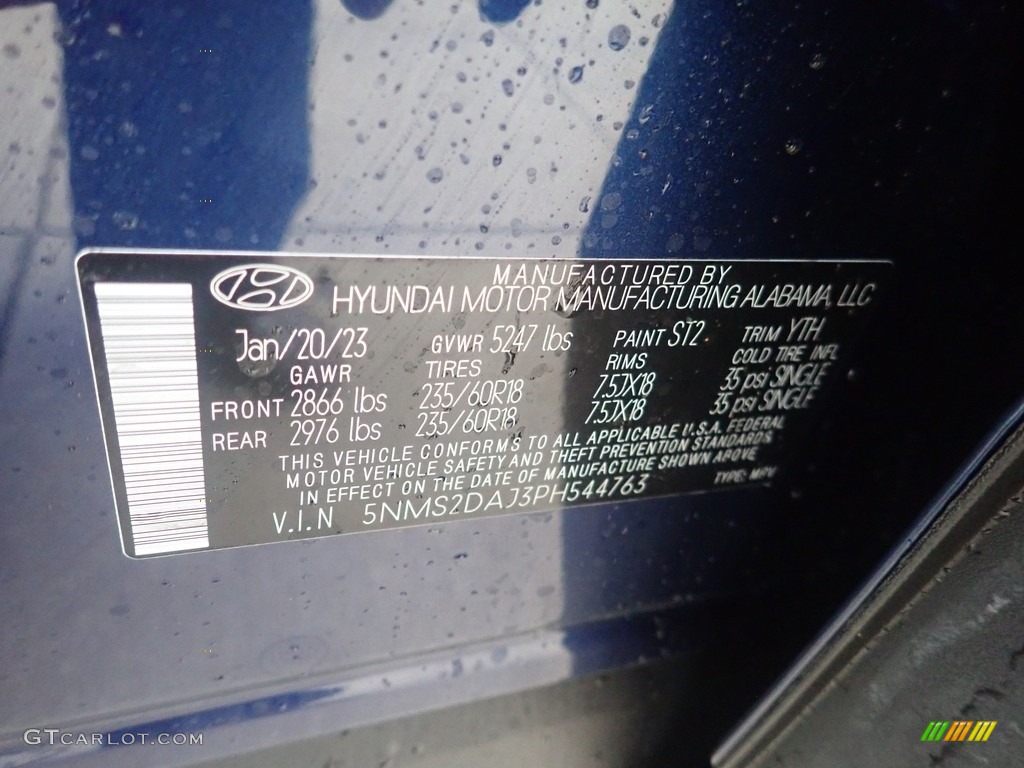 MANUFACTURED BY
HYUNDAI MOTOR MANUFACTURING ALABAMA, LLC
Jan/20/23 GVWR 5247 lbs PAINT ST2 TRIM YTH
GAWR TIRES RIMS COLD TIRE INFL
FRONT 2866 lbs 235/60R18 7.5JX18 35 psi SINGLE
REAR 2976 lbs 235/60R18 7.5JX18 35 psi SINGLE
THIS VEHICLE CONFORMS TO ALL APPLICABLE U.S.A. FEDERAL
MOTOR VEHICLE SAFETY AND THEFT PREVENTION STANDARDS
IN EFFECT ON THE DATE OF MANUFACTURE SHOWN ABOVE
V.I.N 5NMS2DAJ3PH544763 TYPE: MPV
GTCARLOT.COM